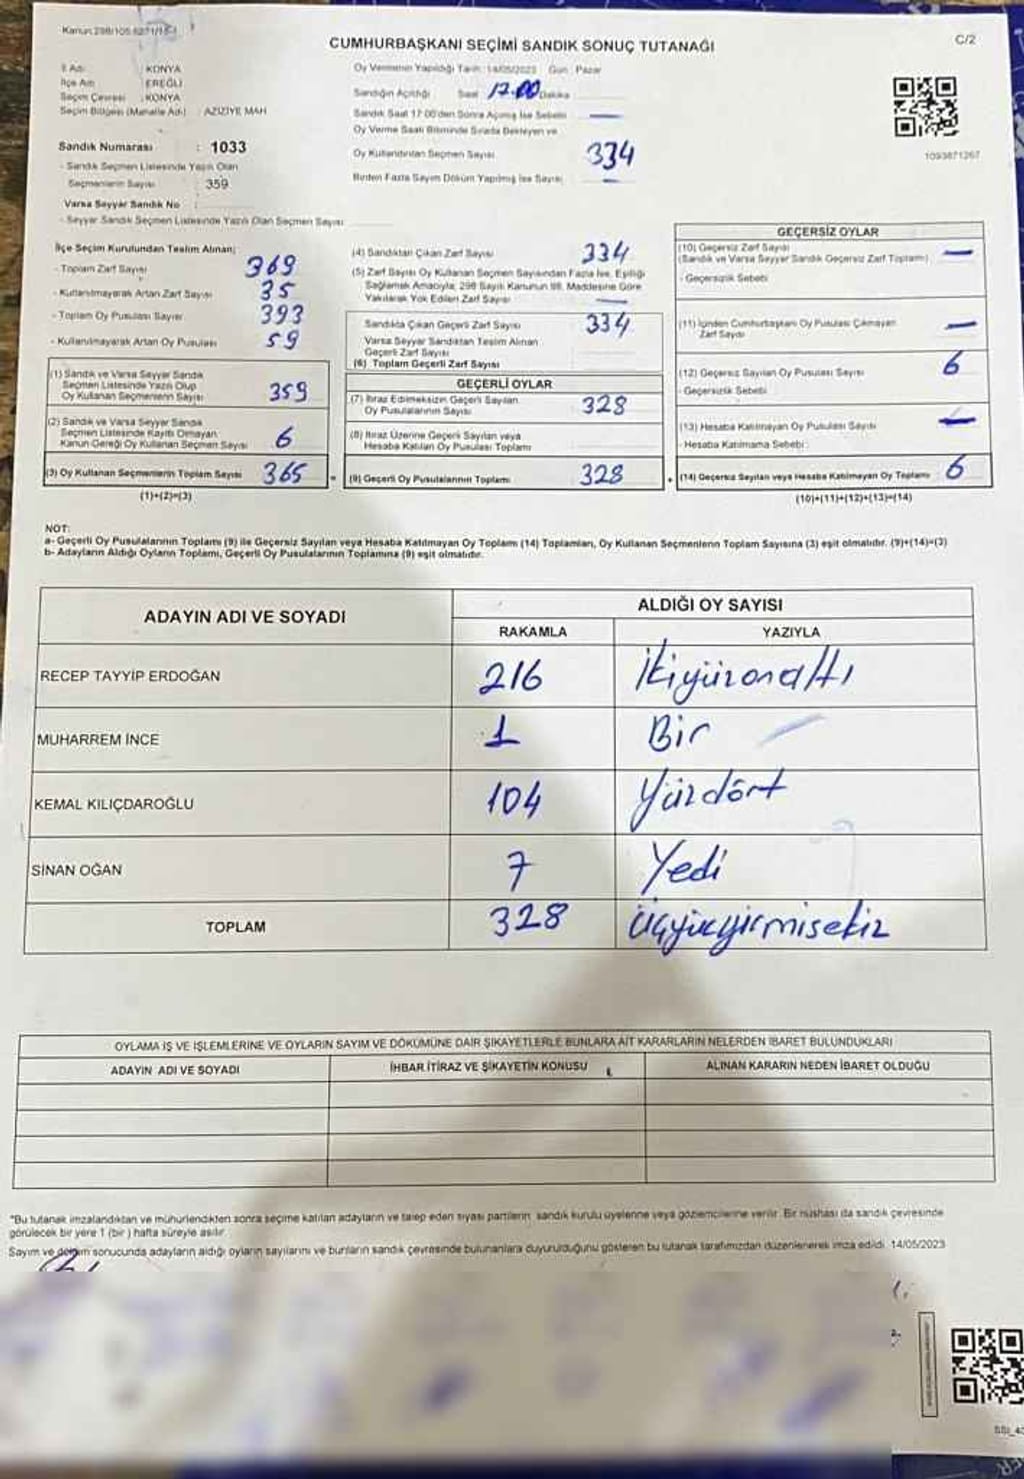 Kanun:298/105.6271/15-1
C/2
CUMHURBAŞKANI SEÇİMİ SANDIK SONUÇ TUTANAĞI
İl Adı : KONYA
İlçe Adı : EREĞLİ
Seçim Çevresi : KONYA
Seçim Bölgesi (Mahalle Adı) : AZİZİYE MAH
Sandık Numarası : 1033
- Sandık Seçmen Listesinde Yazılı Olan
Seçmenlerin Sayısı : 359
Varsa Seyyar Sandık No :
- Seyyar Sandık Seçmen Listesinde Yazılı Olan Seçmen Sayısı
Oy Vermenin Yapıldığı Tarih : 14/05/2023 Gün : Pazar
Sandığın Açıldığı Saat 17.00 Dakika
Sandık Saat 17:00'den Sonra Açılmış İse Sebebi —
Oy Verme Saati Bitiminde Sırada Bekleyen ve
Oy Kullandırılan Seçmen Sayısı 334
Birden Fazla Sayım Döküm Yapılmış İse Sayısı —
1093871267
İlçe Seçim Kurulundan Teslim Alınan;
- Toplam Zarf Sayısı 369
- Kullanılmayarak Artan Zarf Sayısı 35
- Toplam Oy Pusulası Sayısı 393
- Kullanılmayarak Artan Oy Pusulası 59
(1) Sandık ve Varsa Seyyar Sandık
Seçmen Listesinde Yazılı Olup
Oy Kullanan Seçmenlerin Sayısı 359
(2) Sandık ve Varsa Seyyar Sandık
Seçmen Listesinde Kayıtlı Olmayan
Kanun Gereği Oy Kullanan Seçmen Sayısı 6
(3) Oy Kullanan Seçmenlerin Toplam Sayısı 365
(1)+(2)=(3)
(4) Sandıktan Çıkan Zarf Sayısı 334
(5) Zarf Sayısı Oy Kullanan Seçmen Sayısından Fazla İse, Eşitliği
Sağlamak Amacıyla, 298 Sayılı Kanunun 98. Maddesine Göre
Yakılarak Yok Edilen Zarf Sayısı —
Sandıkta Çıkan Geçerli Zarf Sayısı 334
Varsa Seyyar Sandıktan Teslim Alınan
Geçerli Zarf Sayısı
(6) Toplam Geçerli Zarf Sayısı
GEÇERLİ OYLAR
(7) İtiraz Edilmeksizin Geçerli Sayılan
Oy Pusulalarının Sayısı 328
(8) İtiraz Üzerine Geçerli Sayılan veya
Hesaba Katılan Oy Pusulası Toplamı
(9) Geçerli Oy Pusulalarının Toplamı 328
GEÇERSİZ OYLAR
(10) Geçersiz Zarf Sayısı
(Sandık ve Varsa Seyyar Sandık Geçersiz Zarf Toplamı) —
- Geçersizlik Sebebi
(11) İçinden Cumhurbaşkanı Oy Pusulası Çıkmayan
Zarf Sayısı —
(12) Geçersiz Sayılan Oy Pusulası Sayısı 6
- Geçersizlik Sebebi
(13) Hesaba Katılmayan Oy Pusulası Sayısı —
- Hesaba Katılmama Sebebi :
(14) Geçersiz Sayılan veya Hesaba Katılmayan Oy Toplamı 6
(10)+(11)+(12)+(13)=(14)
NOT:
a- Geçerli Oy Pusulalarının Toplamı (9) ile Geçersiz Sayılan veya Hesaba Katılmayan Oy Toplamı (14) Toplamları, Oy Kullanan Seçmenlerin Toplam Sayısına (3) eşit olmalıdır. (9)+(14)=(3)
b- Adayların Aldığı Oyların Toplamı, Geçerli Oy Pusulalarının Toplamına (9) eşit olmalıdır.
ADAYIN ADI VE SOYADI
ALDIĞI OY SAYISI
RAKAMLA YAZIYLA
RECEP TAYYİP ERDOĞAN 216 İkiyüzonaltı
MUHARREM İNCE 1 Bir
KEMAL KILIÇDAROĞLU 104 Yüzdört
SİNAN OĞAN 7 Yedi
TOPLAM 328 Üçyüzyirmisekiz
OYLAMA İŞ VE İŞLEMLERİNE VE OYLARIN SAYIM VE DÖKÜMÜNE DAİR ŞİKAYETLERLE BUNLARA AİT KARARLARIN NELERDEN İBARET BULUNDUKLARI
ADAYIN ADI VE SOYADI İHBAR İTİRAZ VE ŞİKAYETİN KONUSU ALINAN KARARIN NEDEN İBARET OLDUĞU
*Bu tutanak imzalandıktan ve mühürlendikten sonra seçime katılan adayların ve talep eden siyasi partilerin sandık kurulu üyelerine veya gözlemcilerine verilir. Bir nüshası da sandık çevresinde
görülecek bir yere 1 (bir) hafta süreyle asılır.
Sayım ve döküm sonucunda adayların aldığı oyların sayılarını ve bunların sandık çevresinde bulunanlara duyurulduğunu gösteren bu tutanak tarafımızdan düzenlenerek imza edildi. 14/05/2023